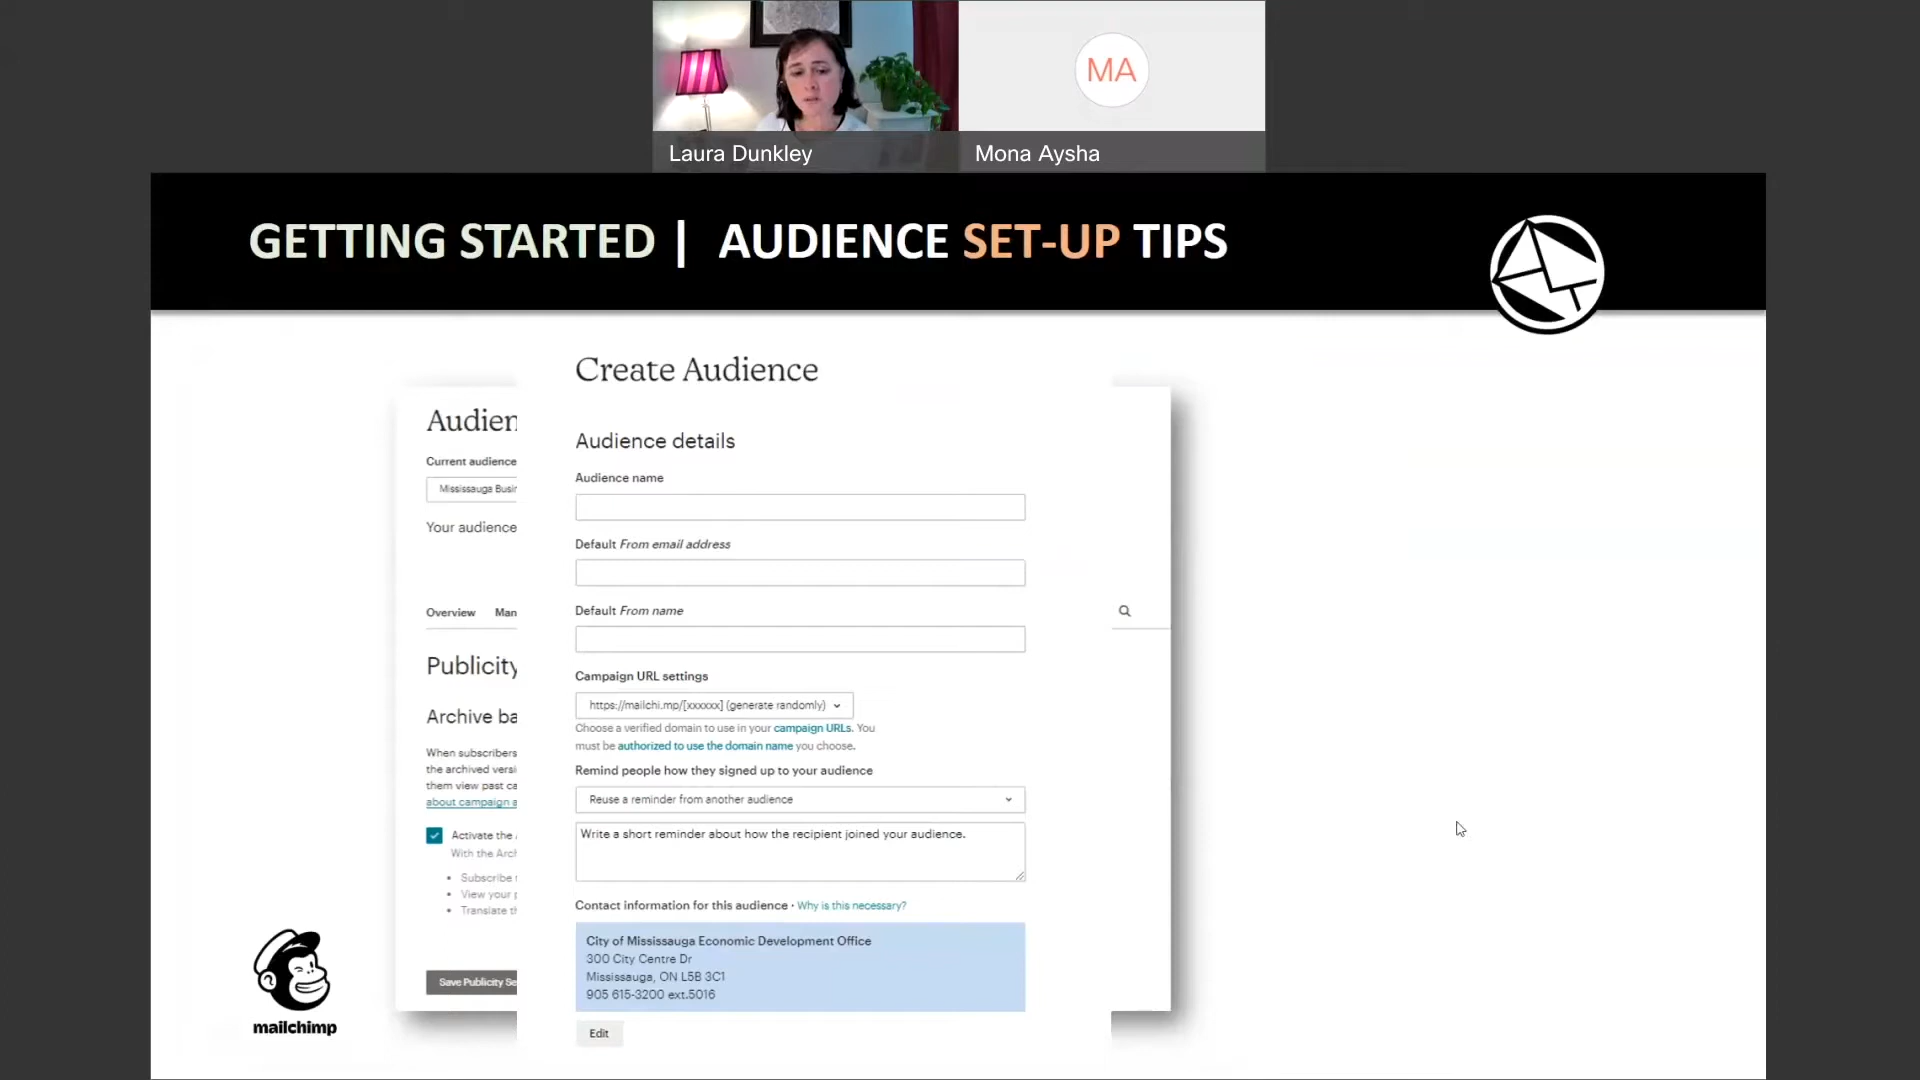 MA
Laura Dunkley
Mona Aysha
GETTING STARTED | AUDIENCE SET-UP TIPS
Create Audience
Audience details
Audience name
Default From email address
Default From name
Campaign URL settings
https://mailchi.mp/[xxxxxx] (generate randomly)
Choose a verified domain to use in your campaign URLs. You
must be authorized to use the domain name you choose.
Remind people how they signed up to your audience
Reuse a reminder from another audience
Write a short reminder about how the recipient joined your audience.
Contact information for this audience · Why is this necessary?
City of Mississauga Economic Development Office
300 City Centre Dr
Mississauga, ON L5B 3C1
905 615-3200 ext.5016
Edit
Audien
Current audience
Mississauga Busin
Your audience
Overview Man
Publicity
Archive ba
When subscribers
the archived versi
them view past ca
about campaign a
Activate the
With the Arch
Subscribe
View your p
Translate th
Save Publicity Se
mailchimp